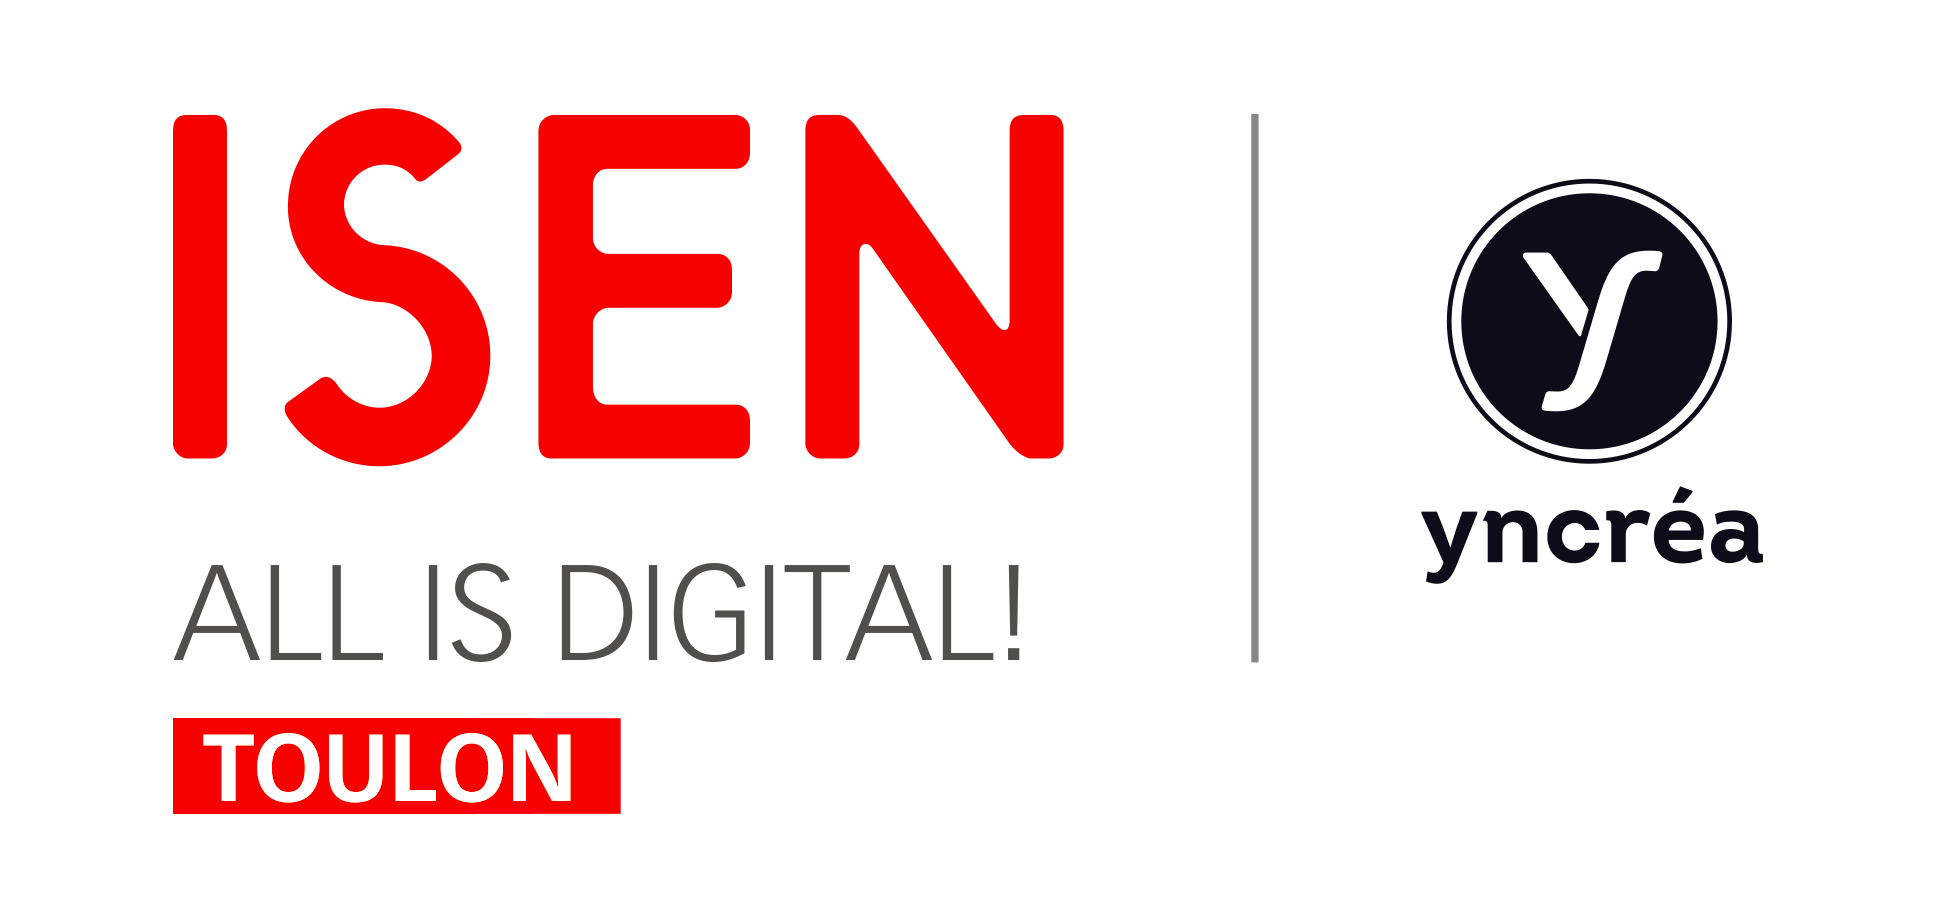 ISEN
ALL IS DIGITAL!
TOULON
y
yncréa